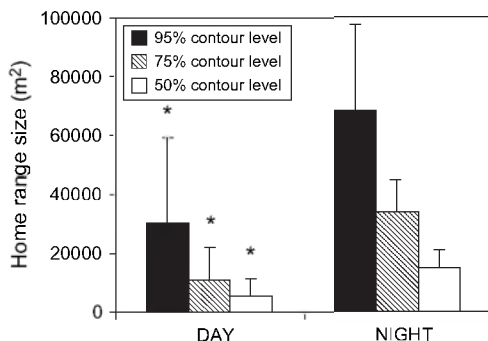 100000
80000
60000
40000
20000
0
Home range size (m²)
95% contour level
75% contour level
50% contour level
*
*
*
DAY
NIGHT